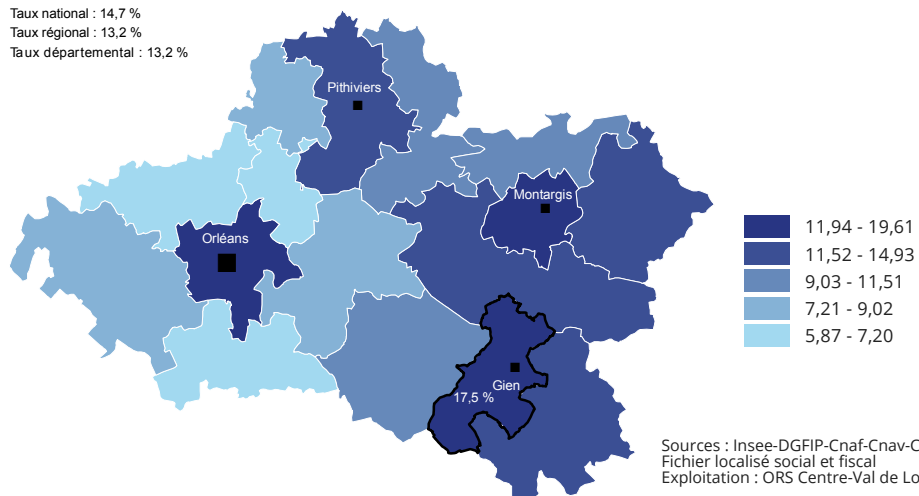 Taux national : 14,7 %
Taux régional : 13,2 %
Taux départemental : 13,2 %
Pithiviers
Montargis
Orléans
Gien
17,5 %
11,94 - 19,61
11,52 - 14,93
9,03 - 11,51
7,21 - 9,02
5,87 - 7,20
Sources : Insee-DGFIP-Cnaf-Cnav-C
Fichier localisé social et fiscal
Exploitation : ORS Centre-Val de Lo